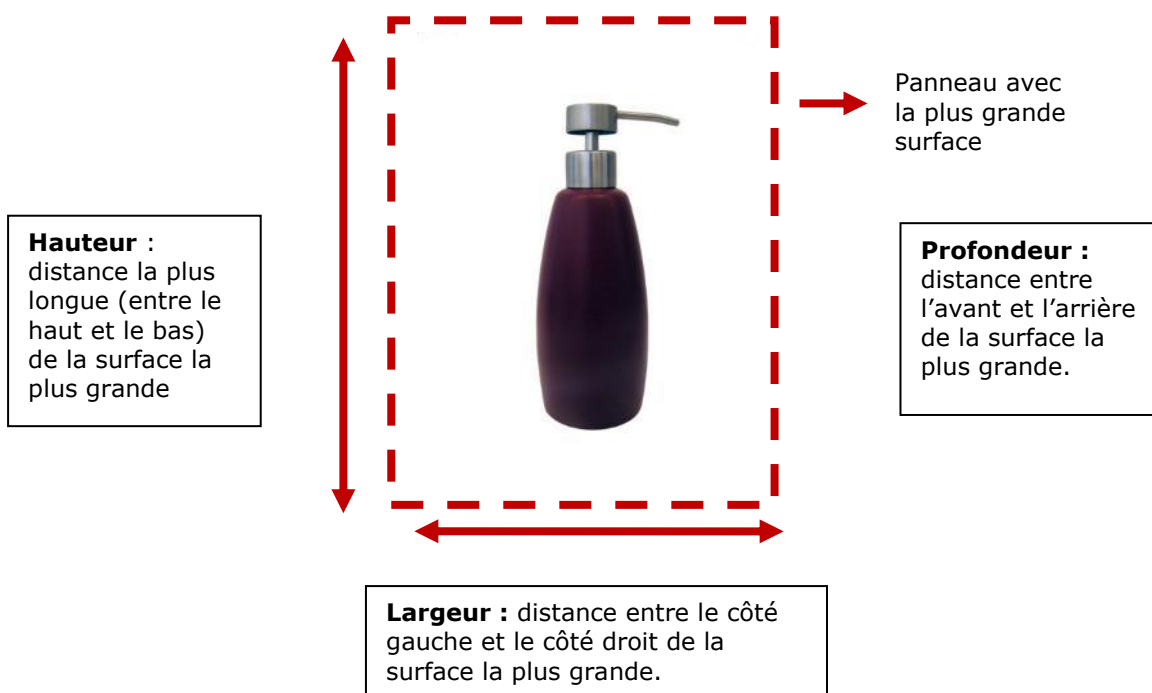 Panneau avec
la plus grande
surface
Hauteur :
distance la plus
longue (entre le
haut et le bas)
de la surface la
plus grande
Profondeur :
distance entre
l’avant et l’arrière
de la surface la
plus grande.
Largeur : distance entre le côté
gauche et le côté droit de la
surface la plus grande.